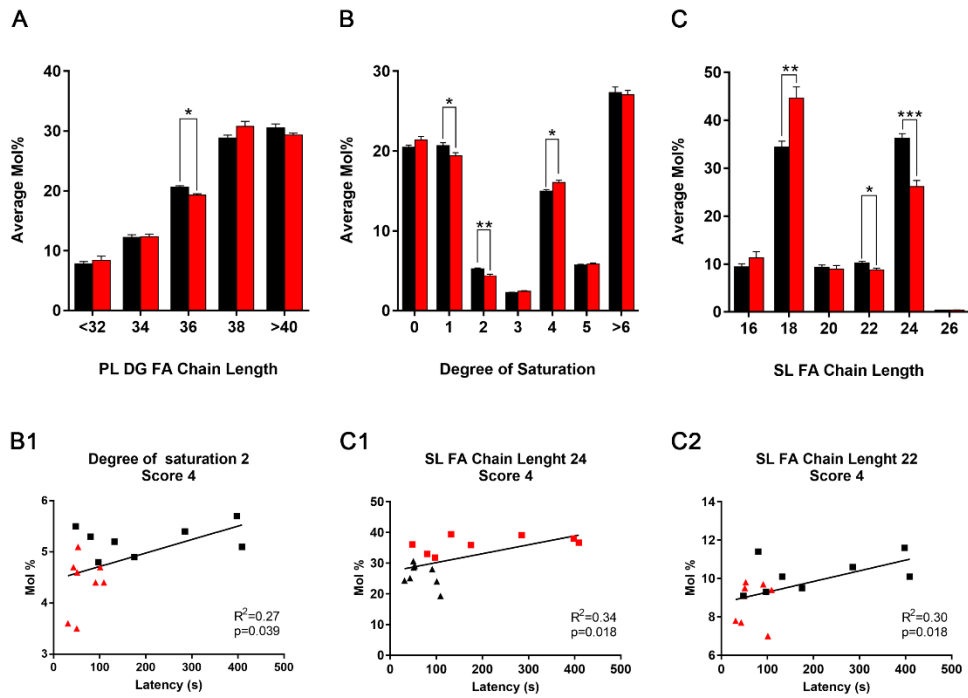 A
B
C
Average Mol%
40
30
20
10
0
*
<32 34 36 38 >40
PL DG FA Chain Length
Average Mol%
30
20
10
0
*
**
*
0 1 2 3 4 5 >6
Degree of Saturation
Average Mol%
50
40
30
20
10
0
**
*
***
16 18 20 22 24 26
SL FA Chain Length
B1
Degree of saturation 2
Score 4
Mol %
6
5
4
3
R2=0.27
p=0.039
0 100 200 300 400 500
Latency (s)
C1
SL FA Chain Lenght 24
Score 4
Mol %
50
40
30
20
10
0
R2=0.34
p=0.018
0 100 200 300 400 500
Latency (s)
C2
SL FA Chain Lenght 22
Score 4
Mol %
14
12
10
8
6
R2=0.30
p=0.018
0 100 200 300 400 500
Latency (s)